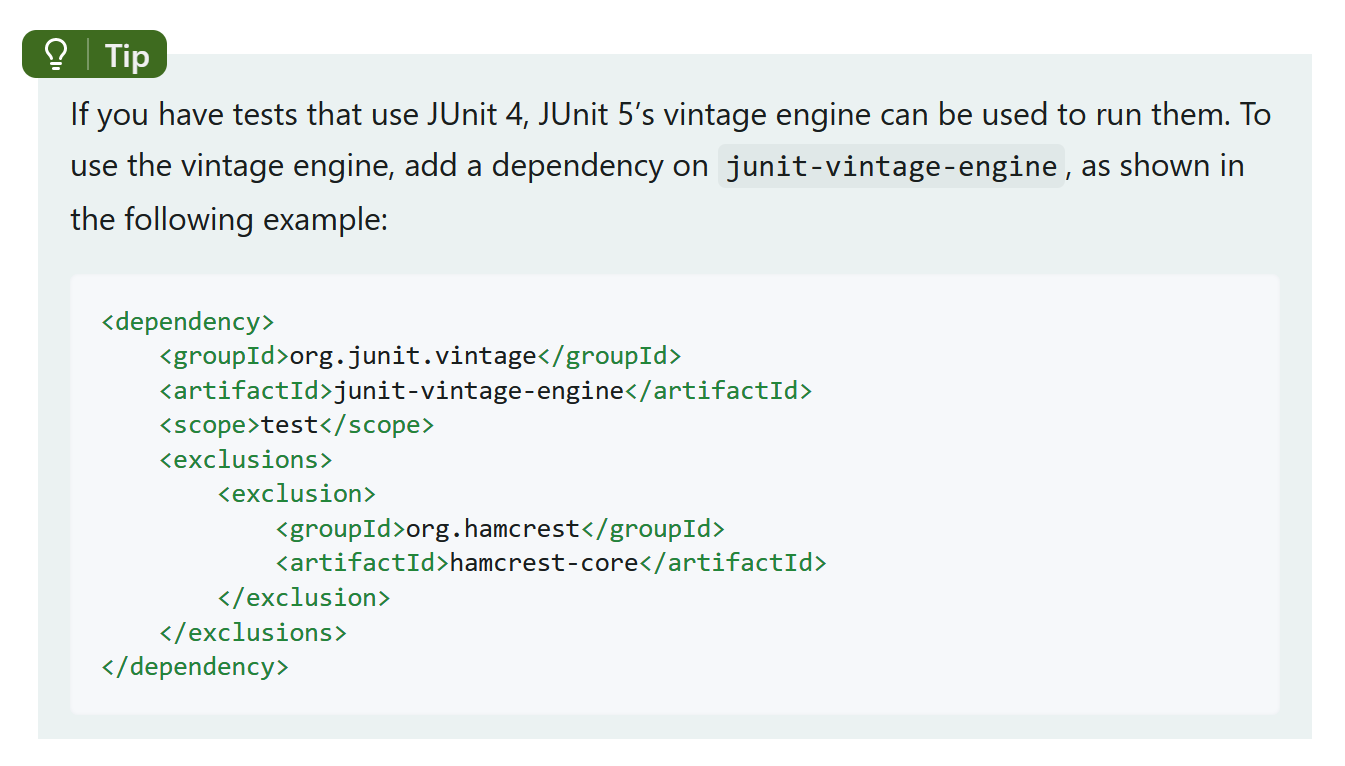 Tip
If you have tests that use JUnit 4, JUnit 5’s vintage engine can be used to run them. To
use the vintage engine, add a dependency on junit-vintage-engine, as shown in
the following example:
<dependency>
    <groupId>org.junit.vintage</groupId>
    <artifactId>junit-vintage-engine</artifactId>
    <scope>test</scope>
    <exclusions>
        <exclusion>
            <groupId>org.hamcrest</groupId>
            <artifactId>hamcrest-core</artifactId>
        </exclusion>
    </exclusions>
</dependency>